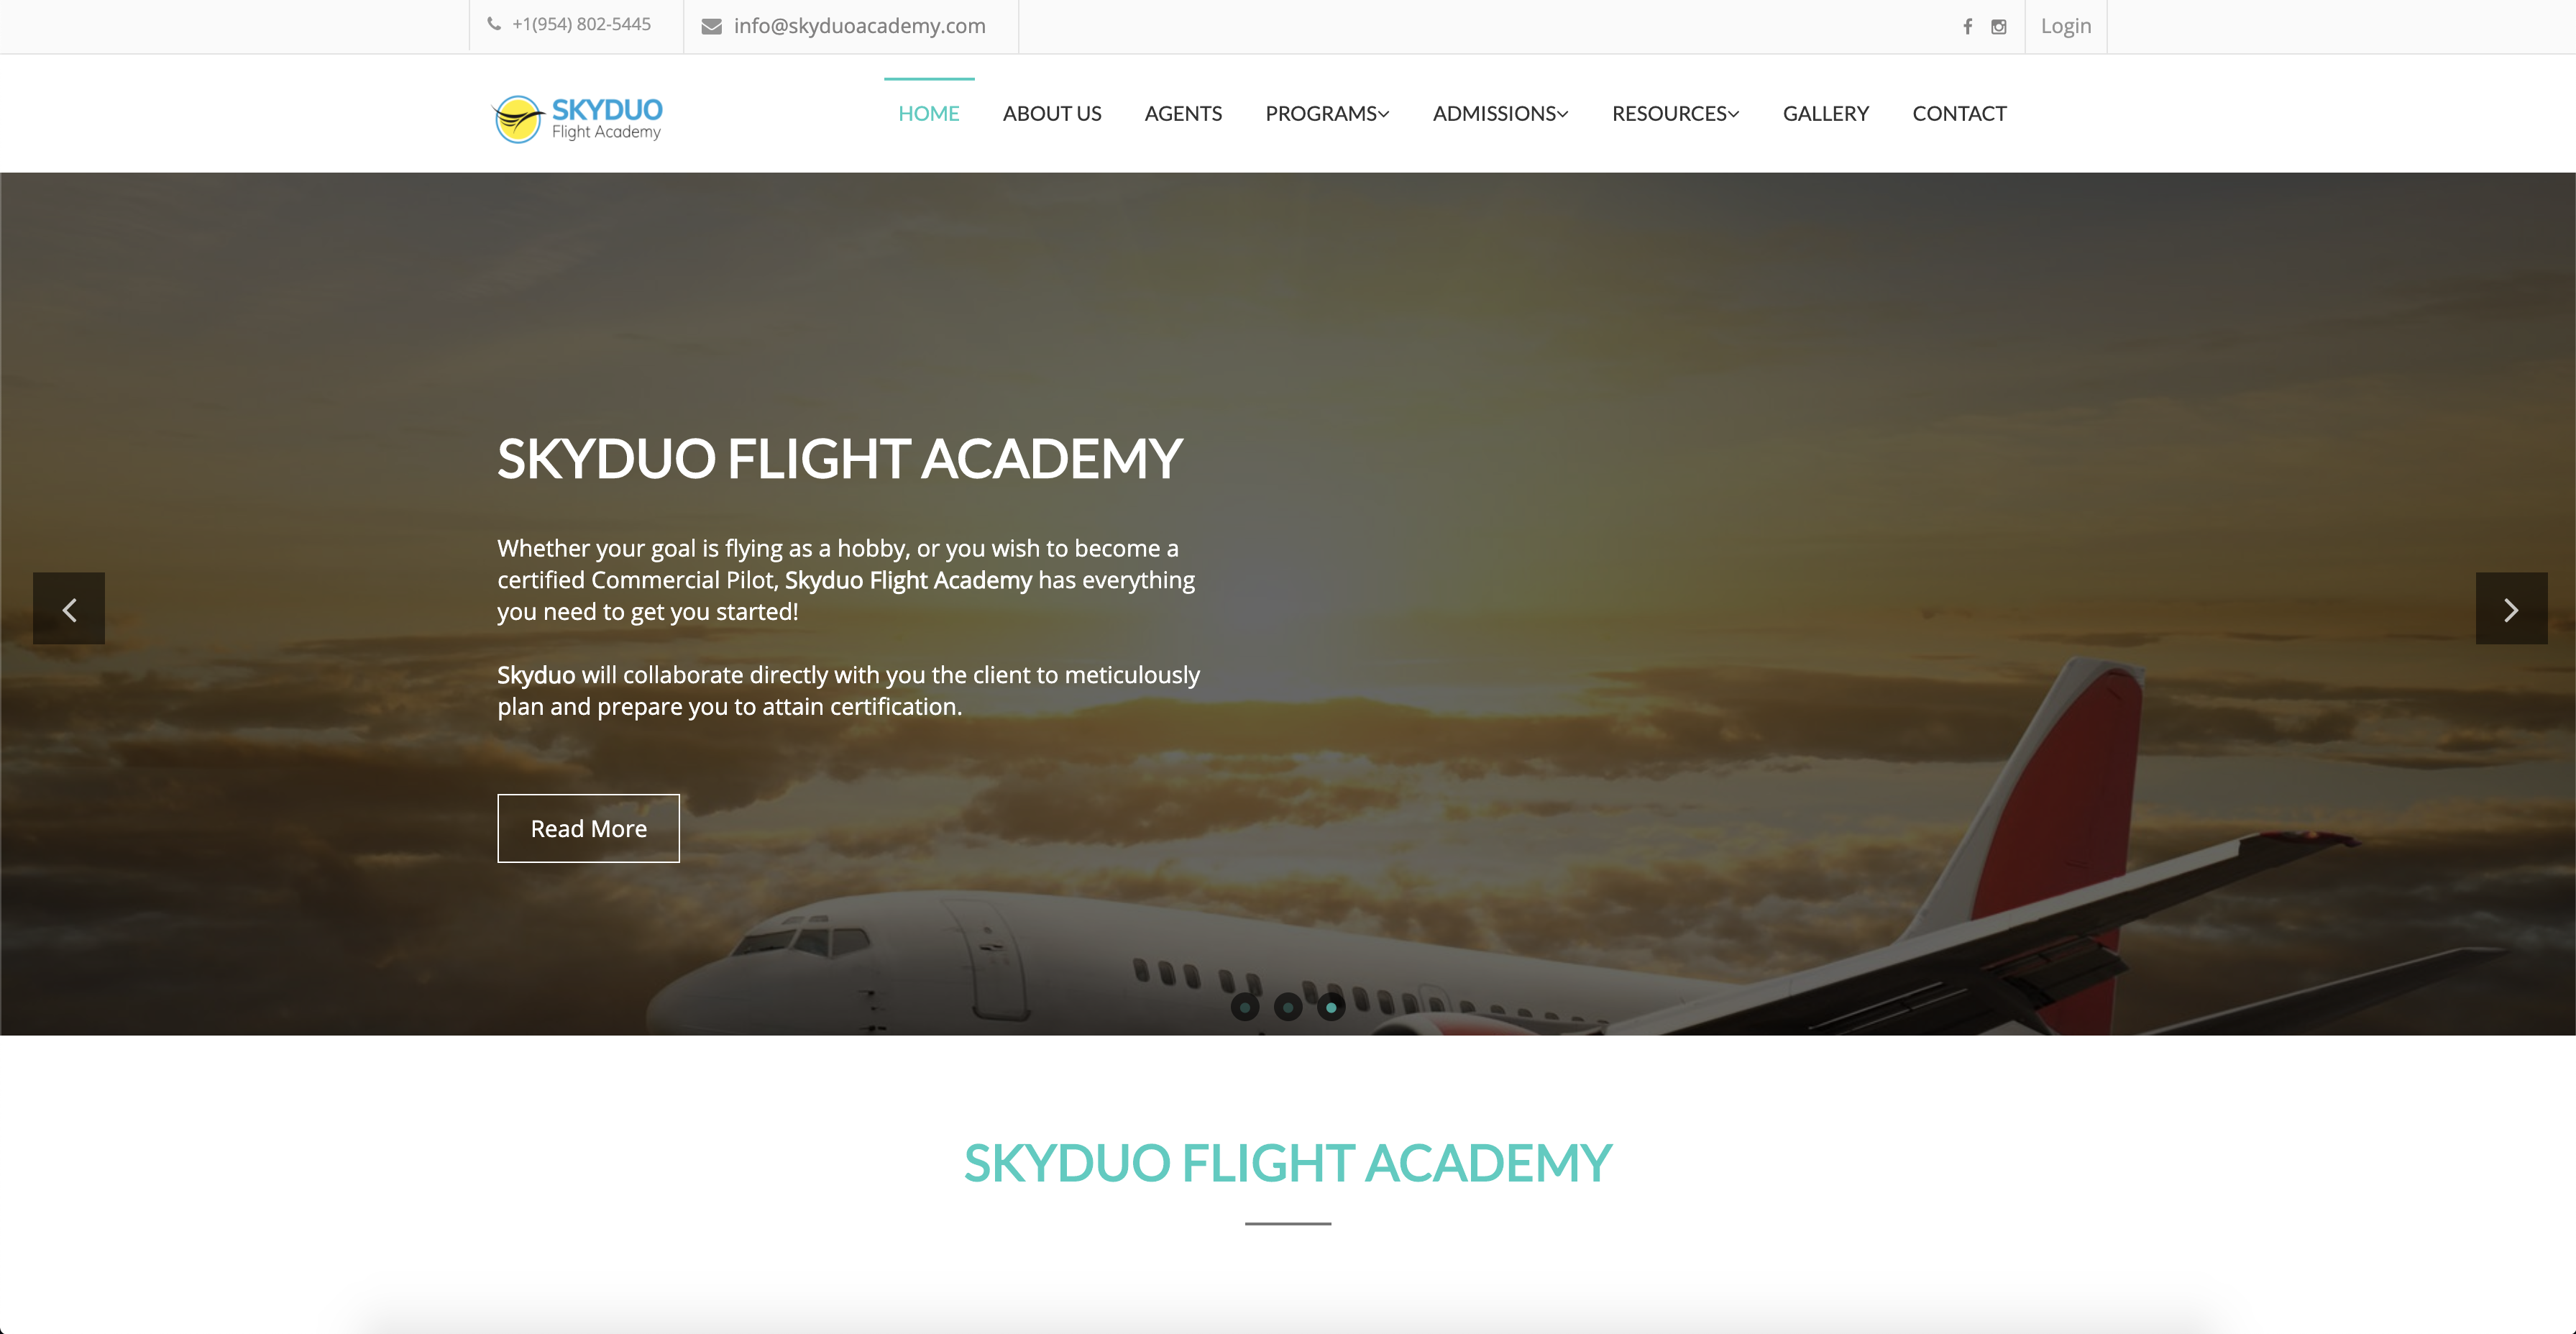 +1(954) 802-5445
info@skyduoacademy.com
Login
SKYDUO
Flight Academy
HOME
ABOUT US
AGENTS
PROGRAMS
ADMISSIONS
RESOURCES
GALLERY
CONTACT
SKYDUO FLIGHT ACADEMY
Whether your goal is flying as a hobby, or you wish to become a
certified Commercial Pilot, Skyduo Flight Academy has everything
you need to get you started!
Skyduo will collaborate directly with you the client to meticulously
plan and prepare you to attain certification.
Read More
SKYDUO FLIGHT ACADEMY